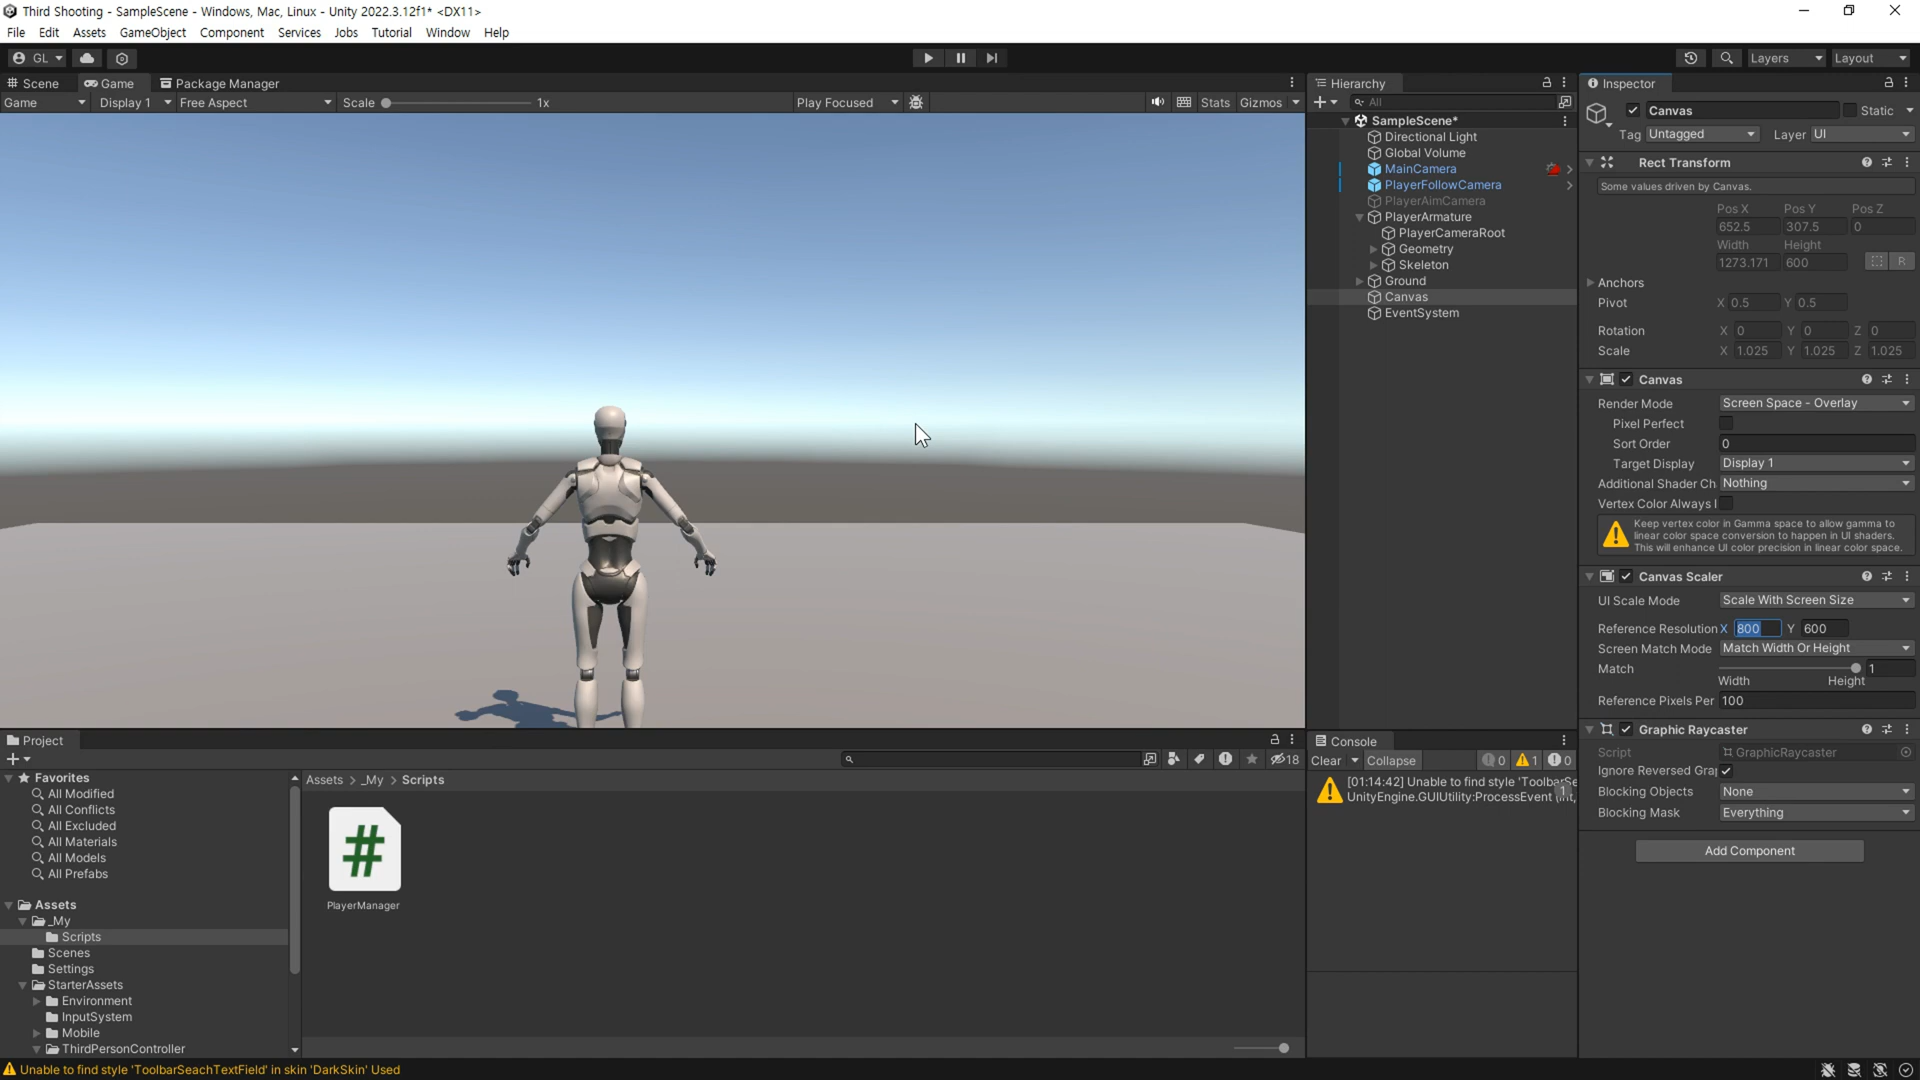 Third Shooting - SampleScene - Windows, Mac, Linux - Unity 2022.3.12f1* <DX11>
File Edit Assets GameObject Component Services Jobs Tutorial Window Help
GL Layers Layout
Scene Game Package Manager
Game Display 1 Free Aspect Scale 1x Play Focused Stats Gizmos
Hierarchy
All
SampleScene*
Directional Light
Global Volume
MainCamera
PlayerFollowCamera
PlayerAimCamera
PlayerArmature
PlayerCameraRoot
Geometry
Skeleton
Ground
Canvas
EventSystem
Inspector
Canvas Static
Tag Untagged Layer UI
Rect Transform
Some values driven by Canvas.
Pos X Pos Y Pos Z
652.5 307.5 0
Width Height
1273.171 600 R
Anchors
Pivot X 0.5 Y 0.5
Rotation X 0 Y 0 Z 0
Scale X 1.025 Y 1.025 Z 1.025
Canvas
Render Mode Screen Space - Overlay
Pixel Perfect
Sort Order 0
Target Display Display 1
Additional Shader Ch Nothing
Vertex Color Always I
Keep vertex color in Gamma space to allow gamma to
linear color space conversion to happen in UI shaders.
This will enhance UI color precision in linear color space.
Canvas Scaler
UI Scale Mode Scale With Screen Size
Reference Resolution X 800 Y 600
Screen Match Mode Match Width Or Height
Match 1
Width Height
Reference Pixels Per 100
Graphic Raycaster
Script GraphicRaycaster
Ignore Reversed Grap
Blocking Objects None
Blocking Mask Everything
Add Component
Project
18
Favorites
All Modified
All Conflicts
All Excluded
All Materials
All Models
All Prefabs
Assets
_My
Scripts
Scenes
Settings
StarterAssets
Environment
InputSystem
Mobile
ThirdPersonController
Assets > _My > Scripts
#
PlayerManager
Console
Clear Collapse 0 1 0
[01:14:42] Unable to find style 'ToolbarSe
UnityEngine.GUIUtility:ProcessEvent (int,
1
Unable to find style 'ToolbarSeachTextField' in skin 'DarkSkin' Used